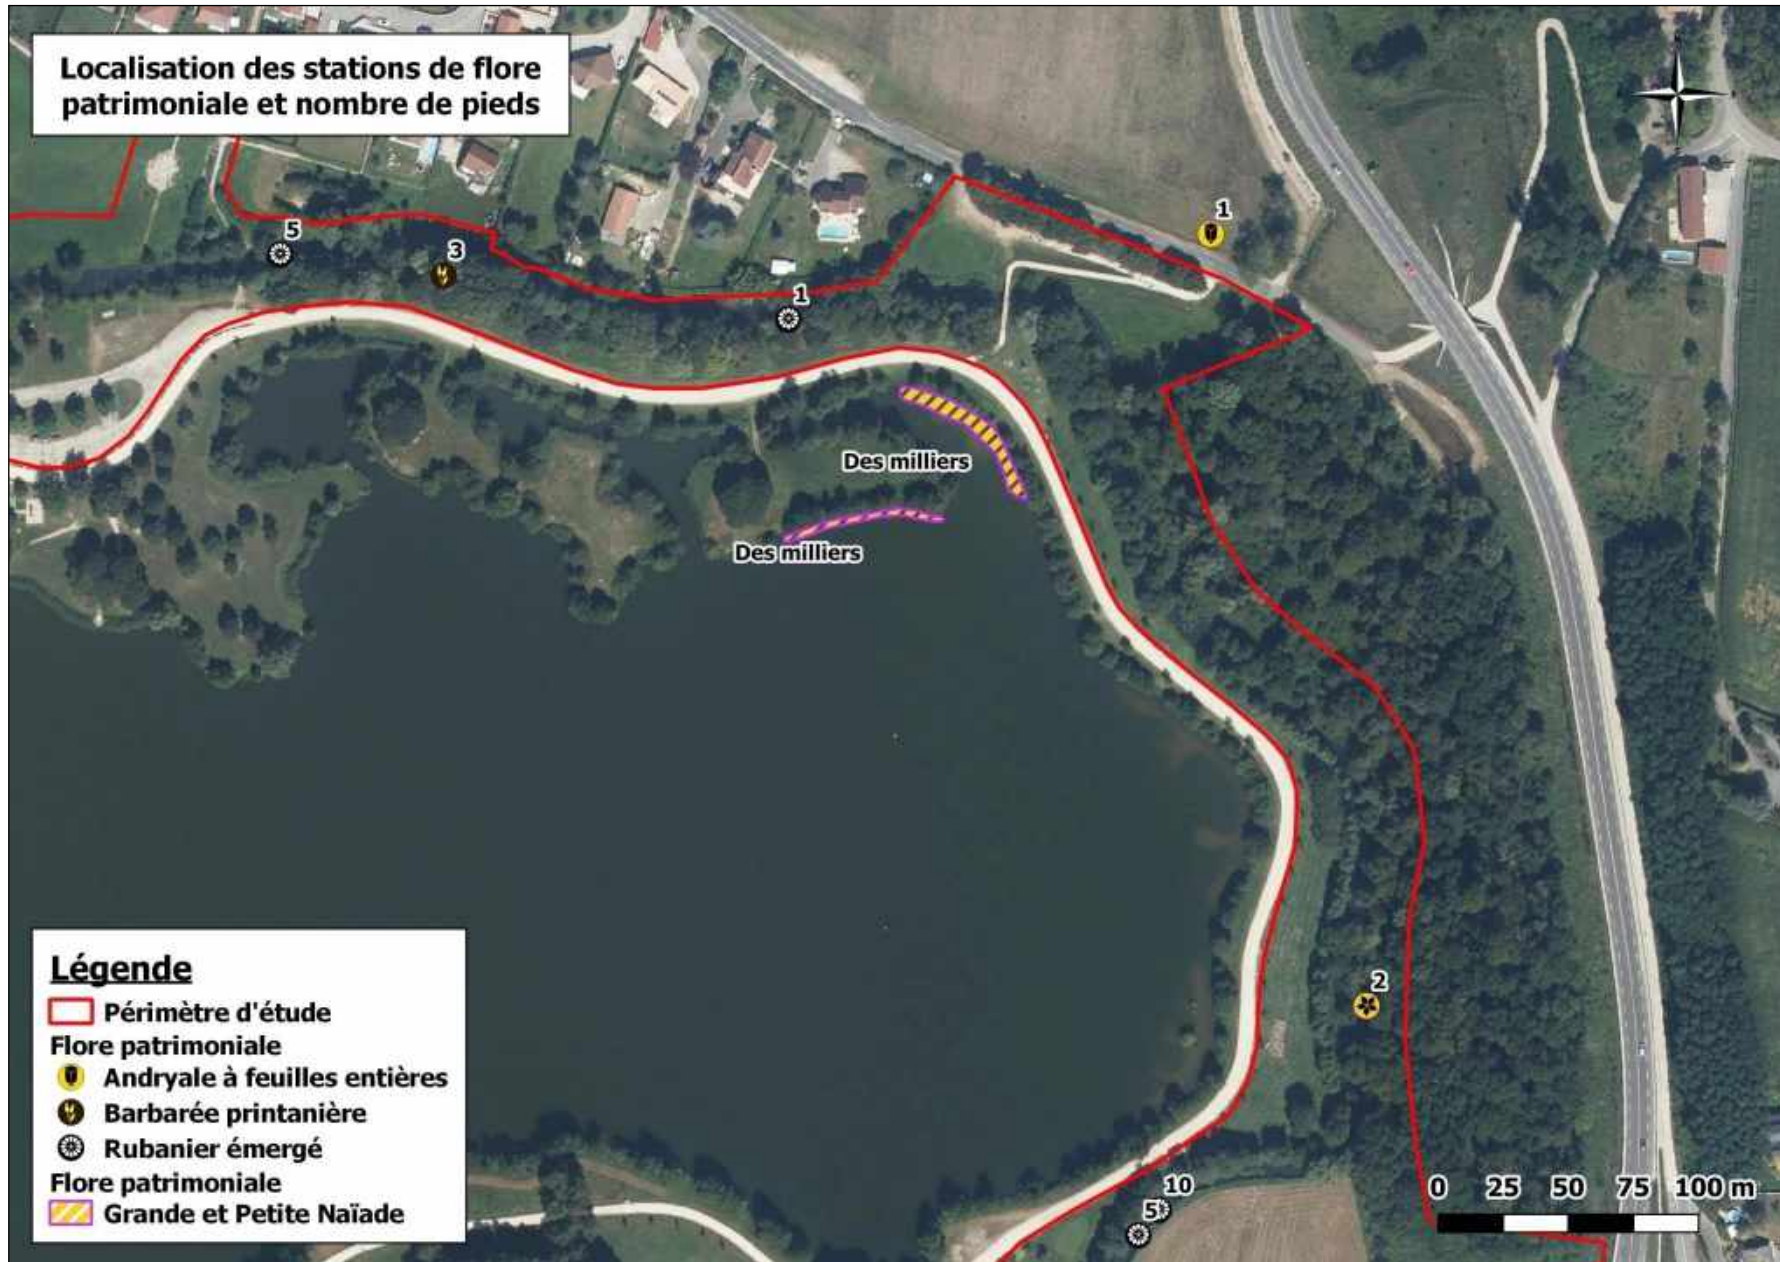 Localisation des stations de flore
patrimoniale et nombre de pieds
1
5
3
1
Des milliers
Des milliers
2
10
5
Légende
Périmètre d'étude
Flore patrimoniale
Andryale à feuilles entières
Barbarée printanière
Rubanier émergé
Flore patrimoniale
Grande et Petite Naïade
0 25 50 75 100 m